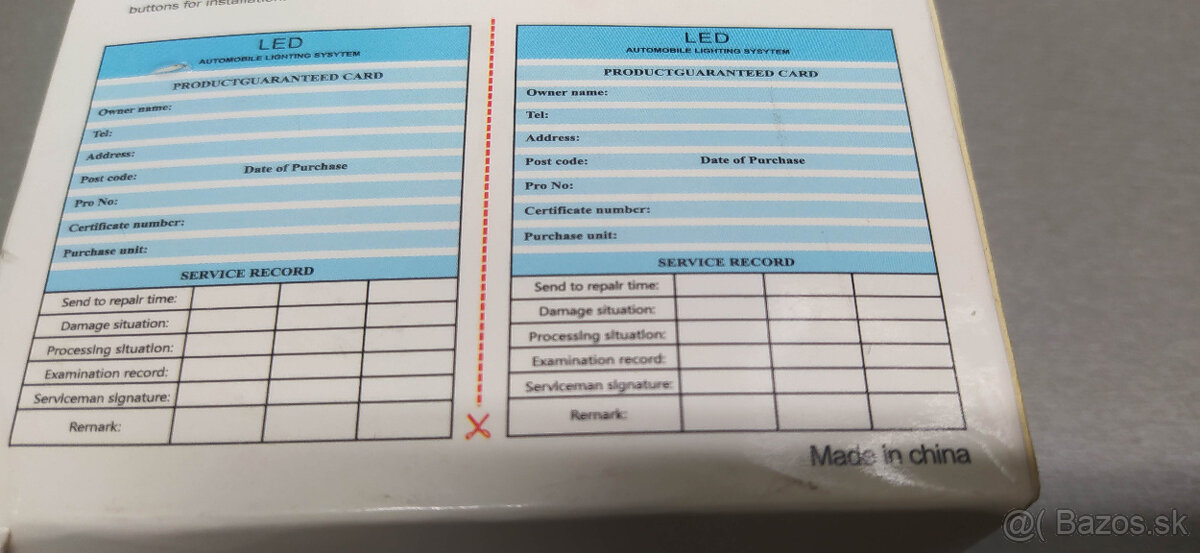 buttons for installation.
LED
AUTOMOBILE LIGHTING SYSYTEM
PRODUCTGUARANTEED CARD
Owner name:
Tel:
Address:
Post code: Date of Purchase
Pro No:
Certificate number:
Purchase unit:
SERVICE RECORD
Send to repair time:
Damage situation:
Processing situation:
Examination record:
Serviceman signature:
Remark:
LED
AUTOMOBILE LIGHTING SYSYTEM
PRODUCTGUARANTEED CARD
Owner name:
Tel:
Address:
Post code: Date of Purchase
Pro No:
Certificate number:
Purchase unit:
SERVICE RECORD
Send to repair time:
Damage situation:
Processing situation:
Examination record:
Serviceman signature:
Remark:
Made in china
@( Bazos.sk